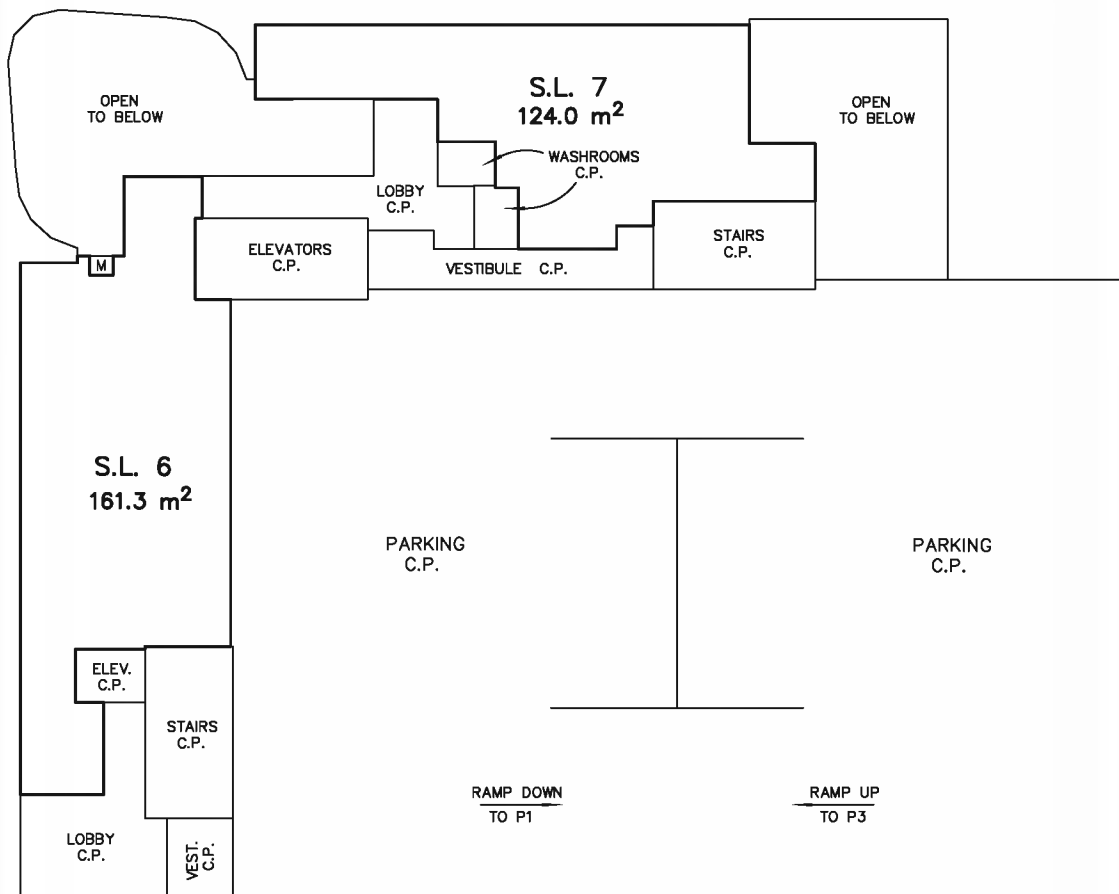 OPEN
TO BELOW
S.L. 7
124.0 m²
OPEN
TO BELOW
WASHROOMS
C.P.
LOBBY
C.P.
ELEVATORS
C.P.
STAIRS
C.P.
M
VESTIBULE C.P.
S.L. 6
161.3 m²
PARKING
C.P.
PARKING
C.P.
ELEV.
C.P.
STAIRS
C.P.
RAMP DOWN
TO P1
RAMP UP
TO P3
LOBBY
C.P.
VEST.
C.P.